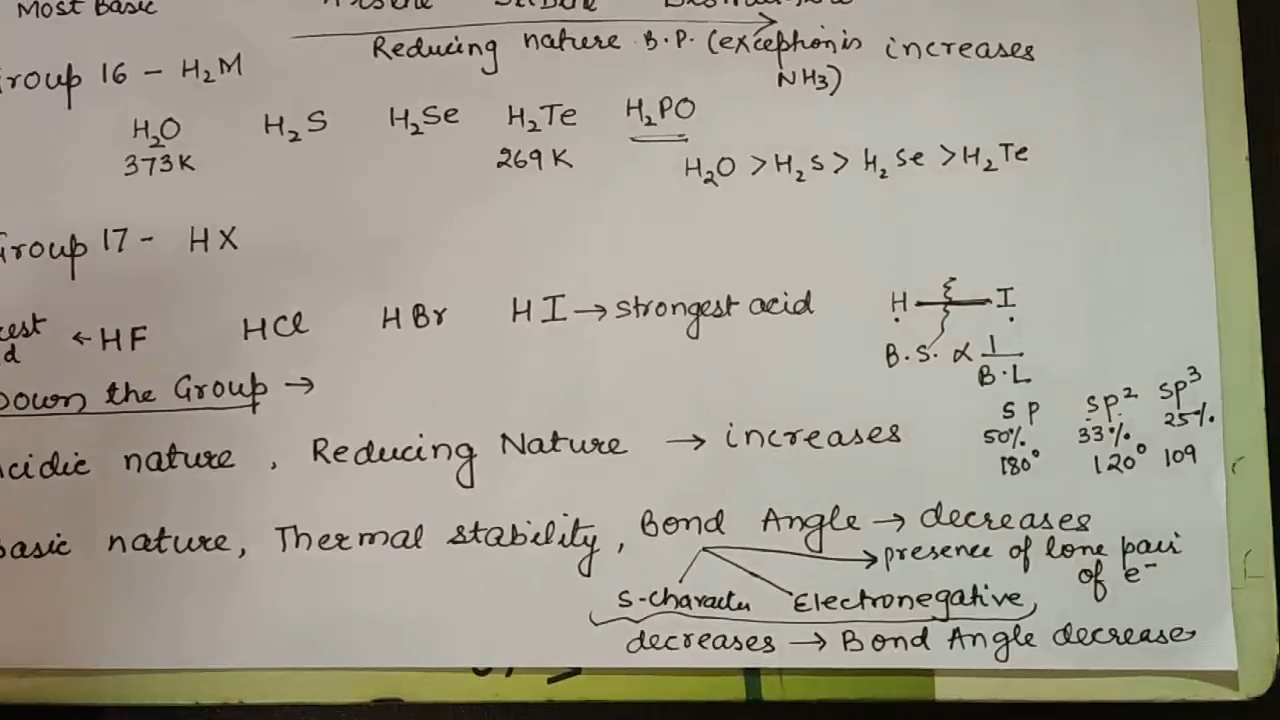 Most Basic
Reducing nature B.P. (exception is increases
NH3)
Group 16 - H₂M
H₂O H₂S H₂Se H₂Te H₂PO
373K 269K H₂O > H₂S > H₂Se > H₂Te
Group 17 - HX
← HF HCl HBr HI → strongest acid H — I
B.S. ∝ 1/B.L
Down the Group →
SP SP² SP³
50% 33% 25%
180° 120° 109
Acidic nature, Reducing Nature → increases
Basic nature, Thermal stability, Bond Angle → decreases
→ presence of lone pair
of e⁻
S-character Electronegative,
decreases → Bond Angle decreases